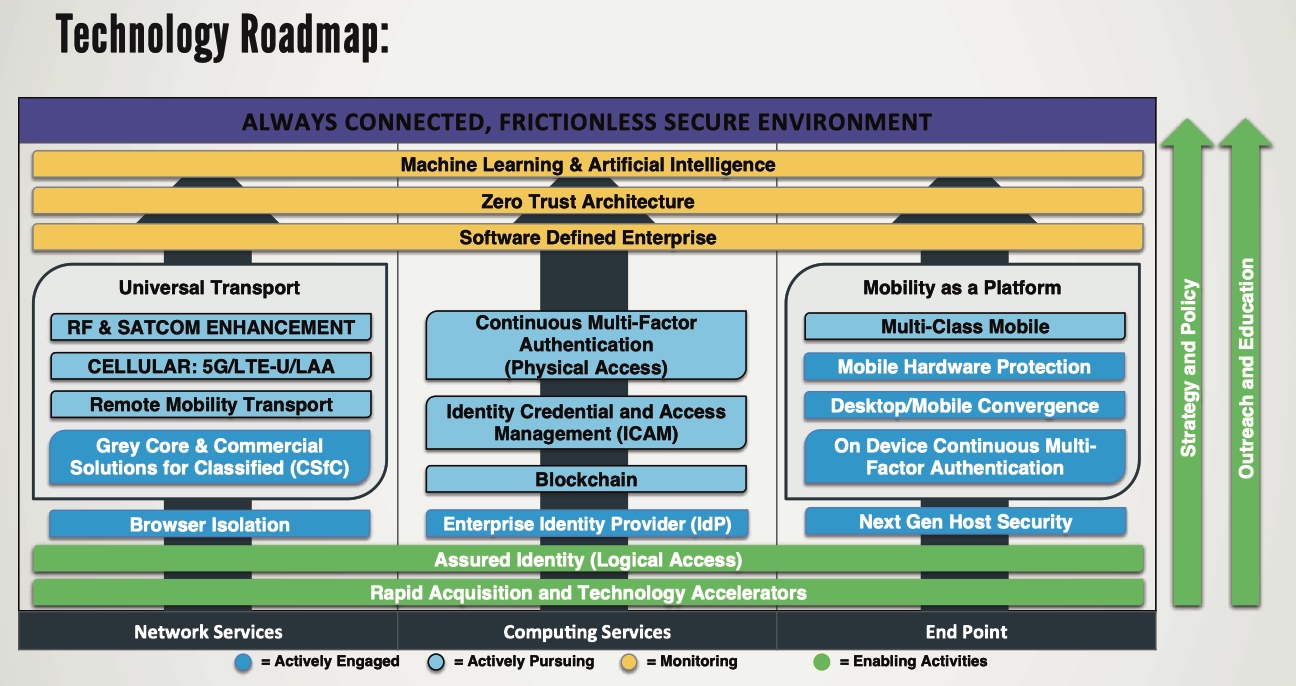 Technology Roadmap:
ALWAYS CONNECTED, FRICTIONLESS SECURE ENVIRONMENT
Machine Learning & Artificial Intelligence
Zero Trust Architecture
Software Defined Enterprise
Universal Transport
RF & SATCOM ENHANCEMENT
CELLULAR: 5G/LTE-U/LAA
Remote Mobility Transport
Grey Core & Commercial
Solutions for Classified (CSfC)
Browser Isolation
Continuous Multi-Factor
Authentication
(Physical Access)
Identity Credential and Access
Management (ICAM)
Blockchain
Enterprise Identity Provider (IdP)
Mobility as a Platform
Multi-Class Mobile
Mobile Hardware Protection
Desktop/Mobile Convergence
On Device Continuous Multi-
Factor Authentication
Next Gen Host Security
Assured Identity (Logical Access)
Rapid Acquisition and Technology Accelerators
Network Services
Computing Services
End Point
Strategy and Policy
Outreach and Education
= Actively Engaged
= Actively Pursuing
= Monitoring
= Enabling Activities